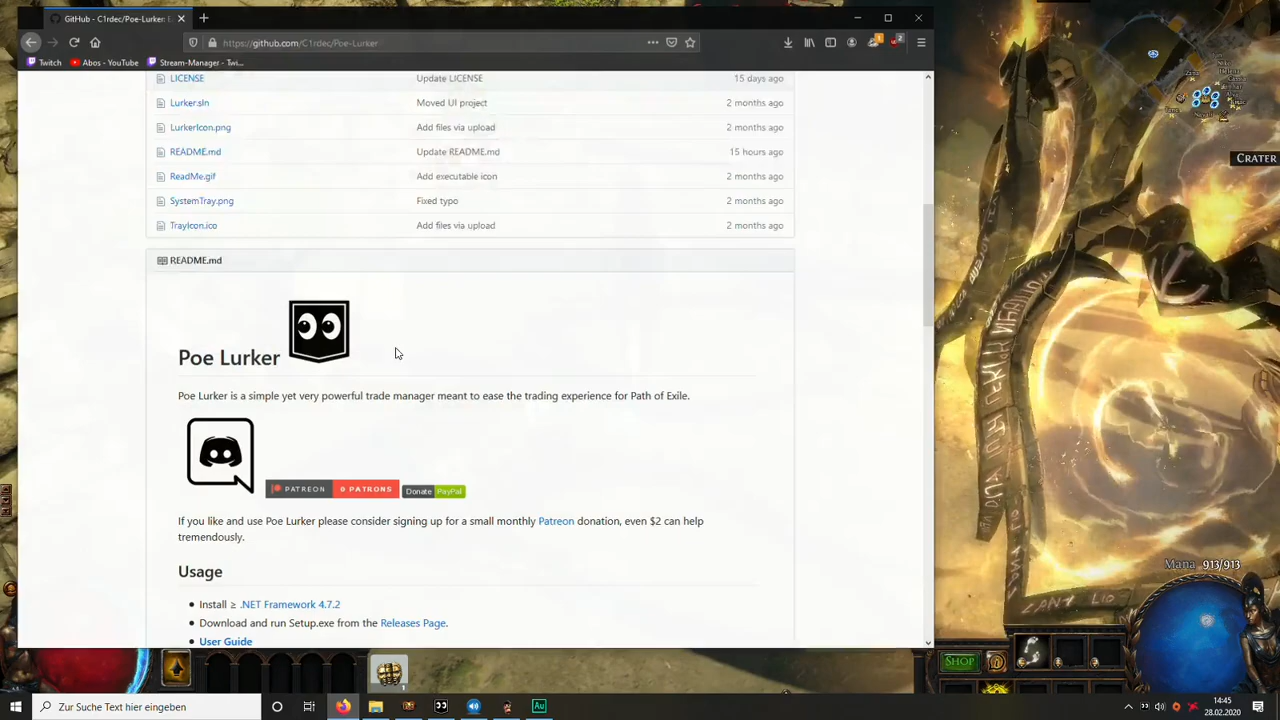 GitHub - C1rdec/Poe-Lurker:
https://github.com/C1rdec/Poe-Lurker
1
2
Twitch
Abos - YouTube
Stream-Manager - Twi...
LICENSE Update LICENSE 15 days ago
Lurker.sln Moved UI project 2 months ago
LurkerIcon.png Add files via upload 2 months ago
README.md Update README.md 15 hours ago
ReadMe.gif Add executable icon 2 months ago
SystemTray.png Fixed typo 2 months ago
TrayIcon.ico Add files via upload 2 months ago
README.md
Poe Lurker
Poe Lurker is a simple yet very powerful trade manager meant to ease the trading experience for Path of Exile.
PATREON 0 PATRONS Donate PayPal
If you like and use Poe Lurker please consider signing up for a small monthly Patreon donation, even $2 can help
tremendously.
Usage
Install ≥ .NET Framework 4.7.2
Download and run Setup.exe from the Releases Page.
User Guide
CRATER
Mana 913/913
SHOP
Zur Suche Text hier eingeben
Au
14:45
28.02.2020